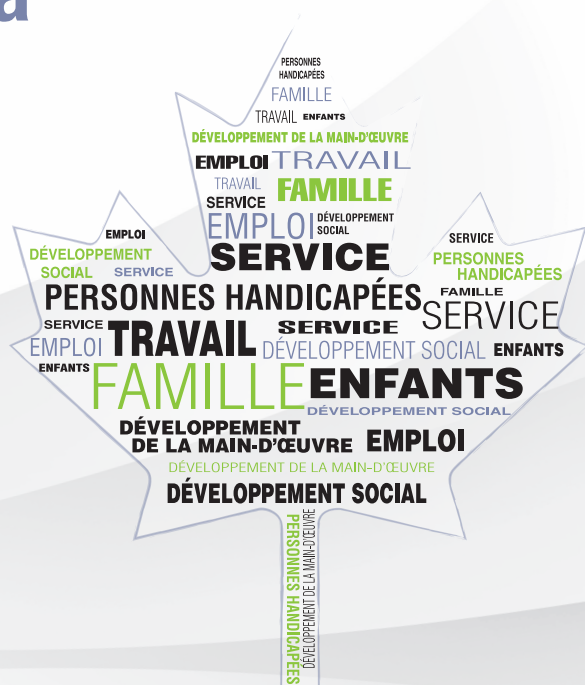 a
PERSONNES
HANDICAPÉES
FAMILLE
TRAVAIL ENFANTS
DÉVELOPPEMENT DE LA MAIN-D'ŒUVRE
EMPLOI TRAVAIL
TRAVAIL FAMILLE
SERVICE
EMPLOI DÉVELOPPEMENT
SOCIAL
SERVICE
EMPLOI
DÉVELOPPEMENT
SOCIAL SERVICE
SERVICE
PERSONNES
HANDICAPÉES
PERSONNES HANDICAPÉES
FAMILLE
SERVICE
SERVICE TRAVAIL SERVICE
EMPLOI DÉVELOPPEMENT SOCIAL ENFANTS
ENFANTS
FAMILLE ENFANTS
DÉVELOPPEMENT SOCIAL
DÉVELOPPEMENT
DE LA MAIN-D'ŒUVRE EMPLOI
DÉVELOPPEMENT DE LA MAIN-D'ŒUVRE
DÉVELOPPEMENT SOCIAL
PERSONNES HANDICAPÉES
DÉVELOPPEMENT DE LA MAIN-D'ŒUVRE